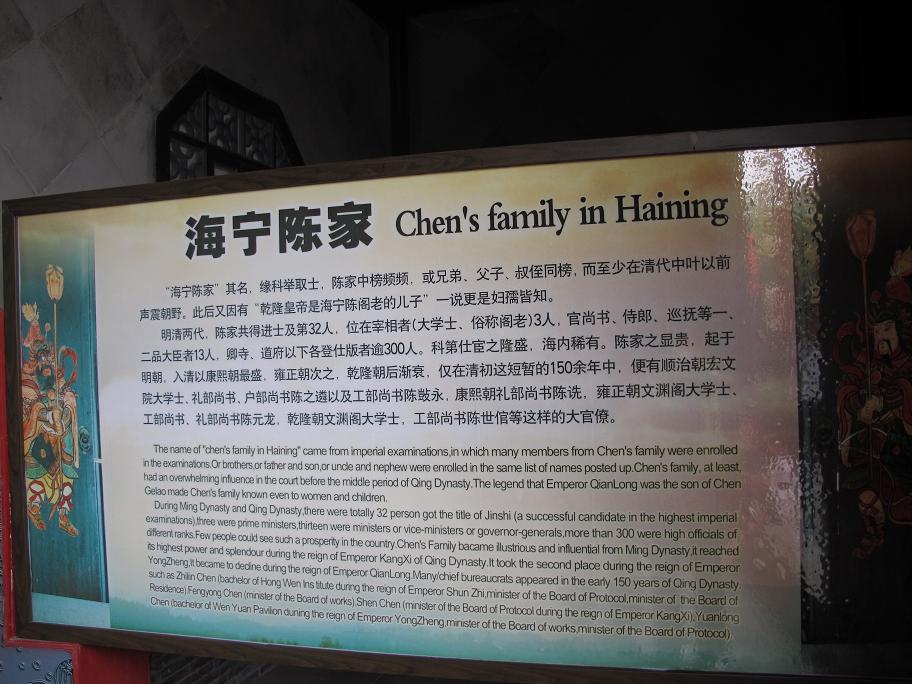 海宁陈家 Chen's family in Haining
“海宁陈家”其名，缘科举取士，陈家中榜频频，或兄弟、父子、叔侄同榜，而至少在清代中叶以前
声震朝野。此后又因有“乾隆皇帝是海宁陈阁老的儿子”一说更是妇孺皆知。
明清两代，陈家共得进士及第32人，位在宰相者(大学士、俗称阁老)3人，官尚书、侍郎、巡抚等一、
二品大臣者13人，卿寺，道府以下各登仕版者逾300人。科第仕宦之隆盛，海内稀有。陈家之显贵，起于
明朝，入清以康熙朝最盛，雍正朝次之，乾隆朝后渐衰，仅在清初这短暂的150余年中，便有顺治朝宏文
院大学士、礼部尚书、户部尚书陈之遴以及工部尚书陈敱永，康熙朝礼部尚书陈诜，雍正朝文渊阁大学士、
工部尚书、礼部尚书陈元龙，乾隆朝文渊阁大学士，工部尚书陈世倌等这样的大官僚。
The name of "chen's family in Haining" came from imperial examinations,in which many members from Chen's family were enrolled
in the examinations.Or brothers,or father and son,or uncle and nephew were enrolled in the same list of names posted up.Chen's family, at least,
had an overwhelming influence in the court before the middle period of Qing Dynasty.The legend that Emperor QianLong was the son of Chen
Gelao made Chen's family known even to women and children.
During Ming Dynasty and Qing Dynasty,there were totally 32 person got the title of Jinshi (a successful candidate in the highest imperial
examinations),three were prime ministers,thirteen were ministers or vice-ministers or governor-generals,more than 300 were high officials of
different ranks.Few people could see such a prosperity in the country.Chen's Family bacame illustrious and influential from Ming Dynasty,it reached
its highest power and splendour during the reign of Emperor KangXi of Qing Dynasty.It took the second place during the reign of Emperor
YongZheng,it became to decline during the reign of Emperor QianLong.Many/chief bureaucrats appeared in the early 150 years of Qing Dynasty.
such as Zhilin Chen (bachelor of Hong Wen Ins titute during the reign of Emperor Shun Zhi,minister of the Board of Protocol,minister of the Board of
Residence) Fengyong Chen (minister of the Board of works),Shen Chen (minister of the Board of Protocol during the reign of Emperor KangXi),Yuanlong
Chen (bachelor of Wen Yuan Pavilion duning the reign of Emperor YongZheng,minister of the Board of works,minister of the Board of Protocol).